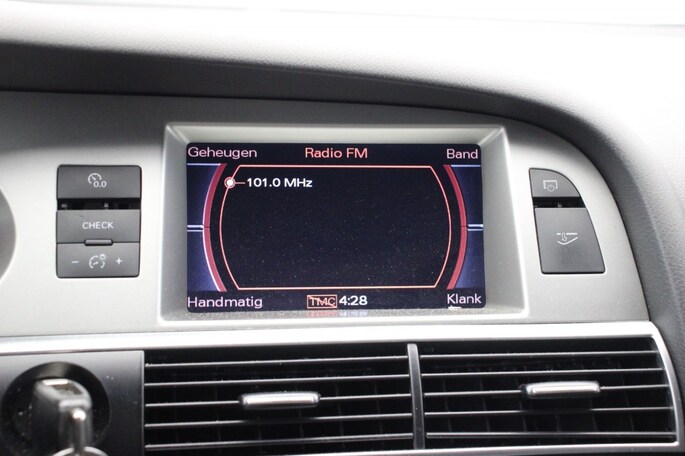 Geheugen Radio FM Band
101.0 MHz
Handmatig TMC 4:28 Klank
0.0
CHECK
- +